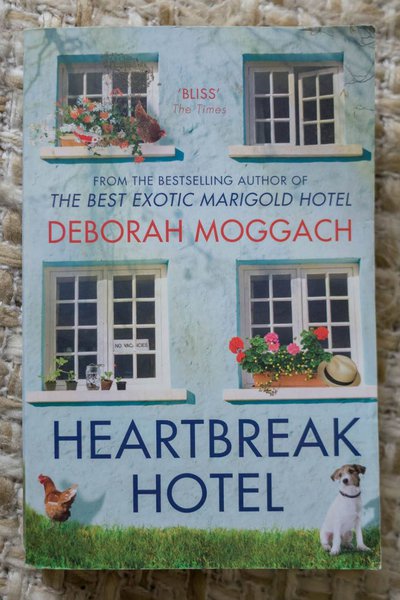 'BLISS'
The Times
FROM THE BESTSELLING AUTHOR OF
THE BEST EXOTIC MARIGOLD HOTEL
DEBORAH MOGGACH
NO VACANCIES
HEARTBREAK
HOTEL